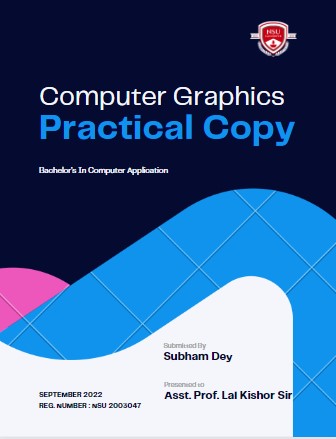 NSU
Computer Graphics
Practical Copy
Bachelor's In Computer Application
Submitted By
Subham Dey
Presented to
Asst. Prof. Lal Kishor Sir
SEPTEMBER 2022
REG. NUMBER : NSU 2003047